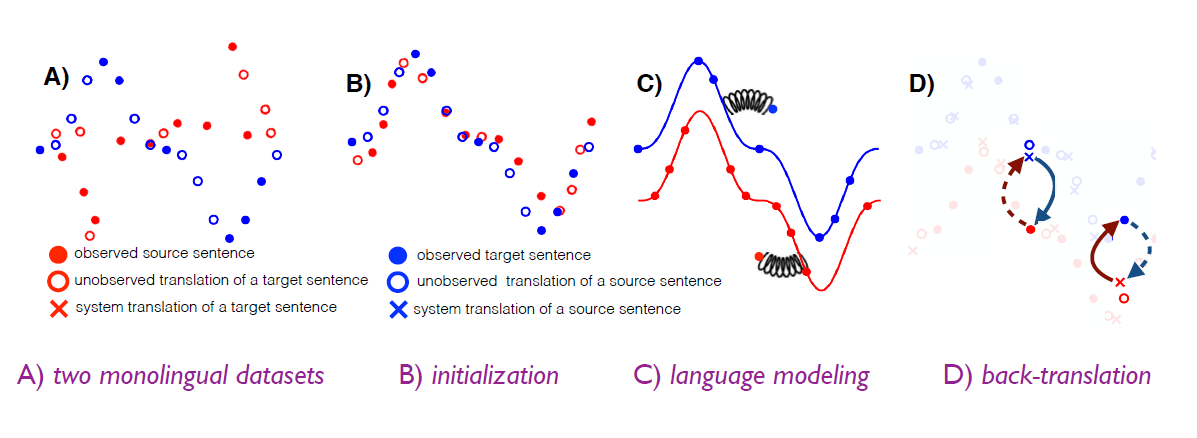 A)
B)
C)
D)
observed source sentence
unobserved translation of a target sentence
system translation of a target sentence
observed target sentence
unobserved translation of a source sentence
system translation of a source sentence
A) two monolingual datasets
B) initialization
C) language modeling
D) back-translation